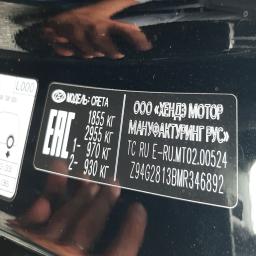 L000
МОДЕЛЬ: CRETA
EAC
1855 кг
2955 кг
1- 970 кг
2- 930 кг
ООО «ХЕНДЭ МОТОР
МАНУФАКТУРИНГ РУС»
ТС RU E-RU.MT02.00524
Z94G2813BMR346892